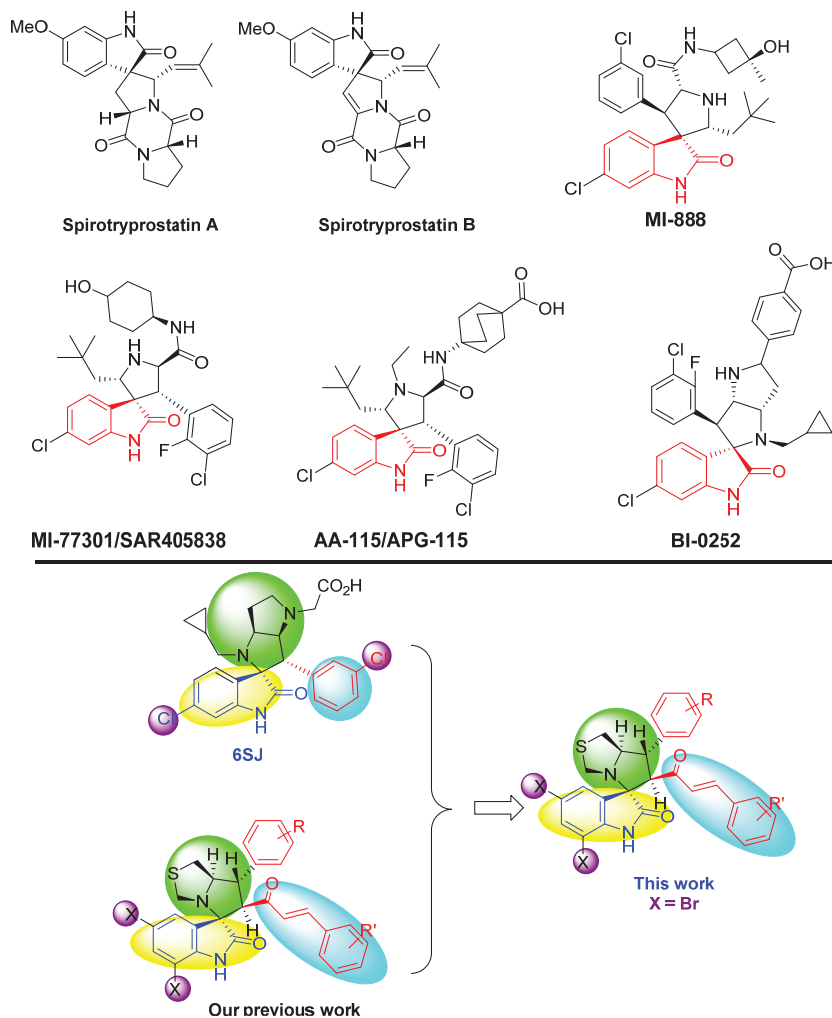 MeO
H
N
O
N
H
O
N
O
H
N
Spirotryprostatin A
MeO
H
N
O
N
O
N
O
H
Spirotryprostatin B
Cl
H
N
OH
O
NH
O
Cl
N
H
MI-888
HO
NH
O
HN
O
Cl
N
H
F
Cl
MI-77301/SAR405838
O
OH
HN
N
O
O
Cl
N
H
F
Cl
AA-115/APG-115
O
OH
Cl
F
HN
N
O
Cl
N
H
BI-0252
CO2H
N
N
Cl
Cl
O
N
H
6SJ
R
H
H
S
N
O
X
H
R'
O
N
H
X
Our previous work
R
H
H
S
N
O
X
H
R'
O
N
H
X
This work
X = Br